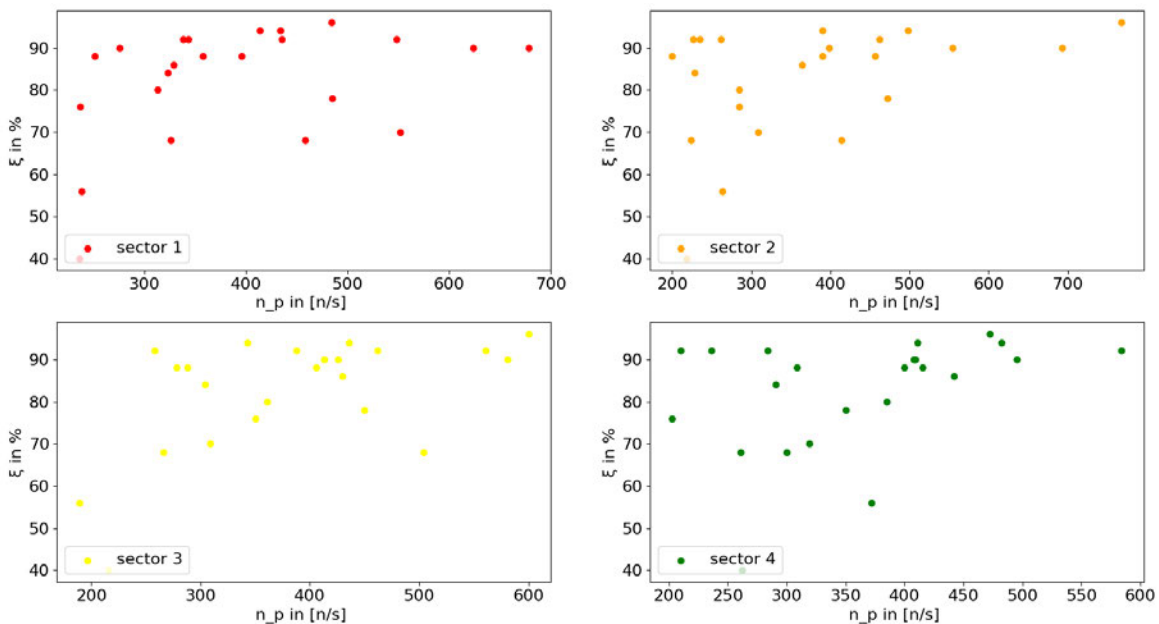 90
80
70
60
50
40
ξ in %
sector 1
300 400 500 600 700
n_p in [n/s]
90
80
70
60
50
40
ξ in %
sector 2
200 300 400 500 600 700
n_p in [n/s]
90
80
70
60
50
40
ξ in %
sector 3
200 300 400 500 600
n_p in [n/s]
90
80
70
60
50
40
ξ in %
sector 4
200 250 300 350 400 450 500 550 600
n_p in [n/s]